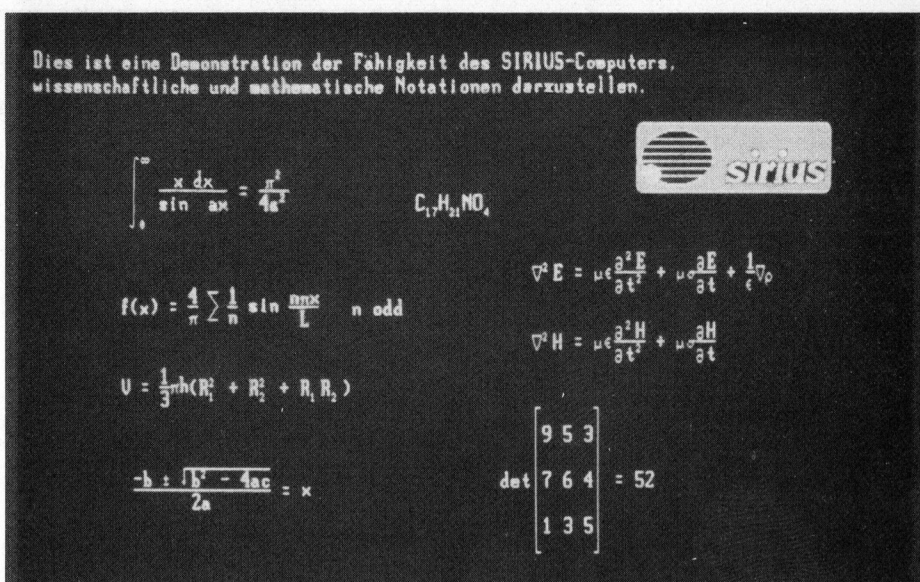 Dies ist eine Demonstration der Fähigkeit des SIRIUS-Computers,
wissenschaftliche und mathematische Notationen darzustellen.
sirius
∫₀^∞ x dx / sin ax = π² / 4a²
C₁₇H₂₁NO₄
∇²E = μϵ ∂²E/∂t² + μσ ∂E/∂t + 1/ϵ ∇ρ
f(x) = 4/π ∑ 1/n sin nπx/L n odd
∇²H = μϵ ∂²H/∂t² + μσ ∂H/∂t
V = 1/3 πh(R₁² + R₂² + R₁R₂)
-b ± √(b² - 4ac) / 2a = x
det [9 5 3
7 6 4
1 3 5] = 52